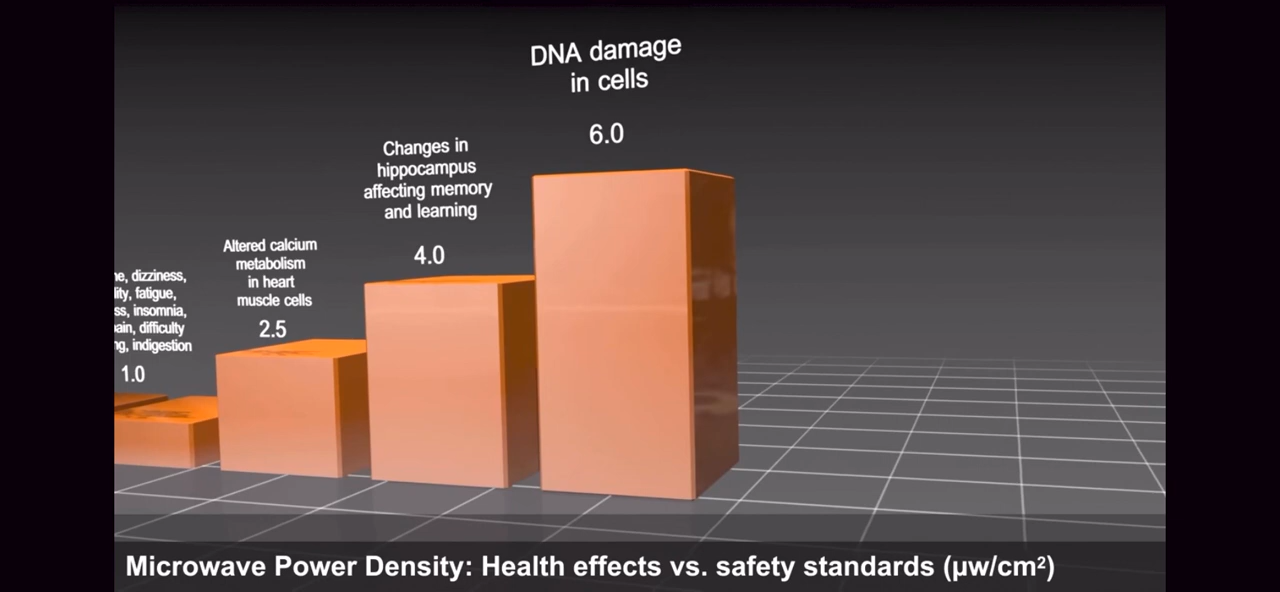 DNA damage
in cells
6.0
Changes in
hippocampus
affecting memory
and learning
4.0
Altered calcium
metabolism
in heart
muscle cells
2.5
dizziness,
fatigue,
insomnia,
difficulty
indigestion
1.0
Microwave Power Density: Health effects vs. safety standards (µw/cm²)